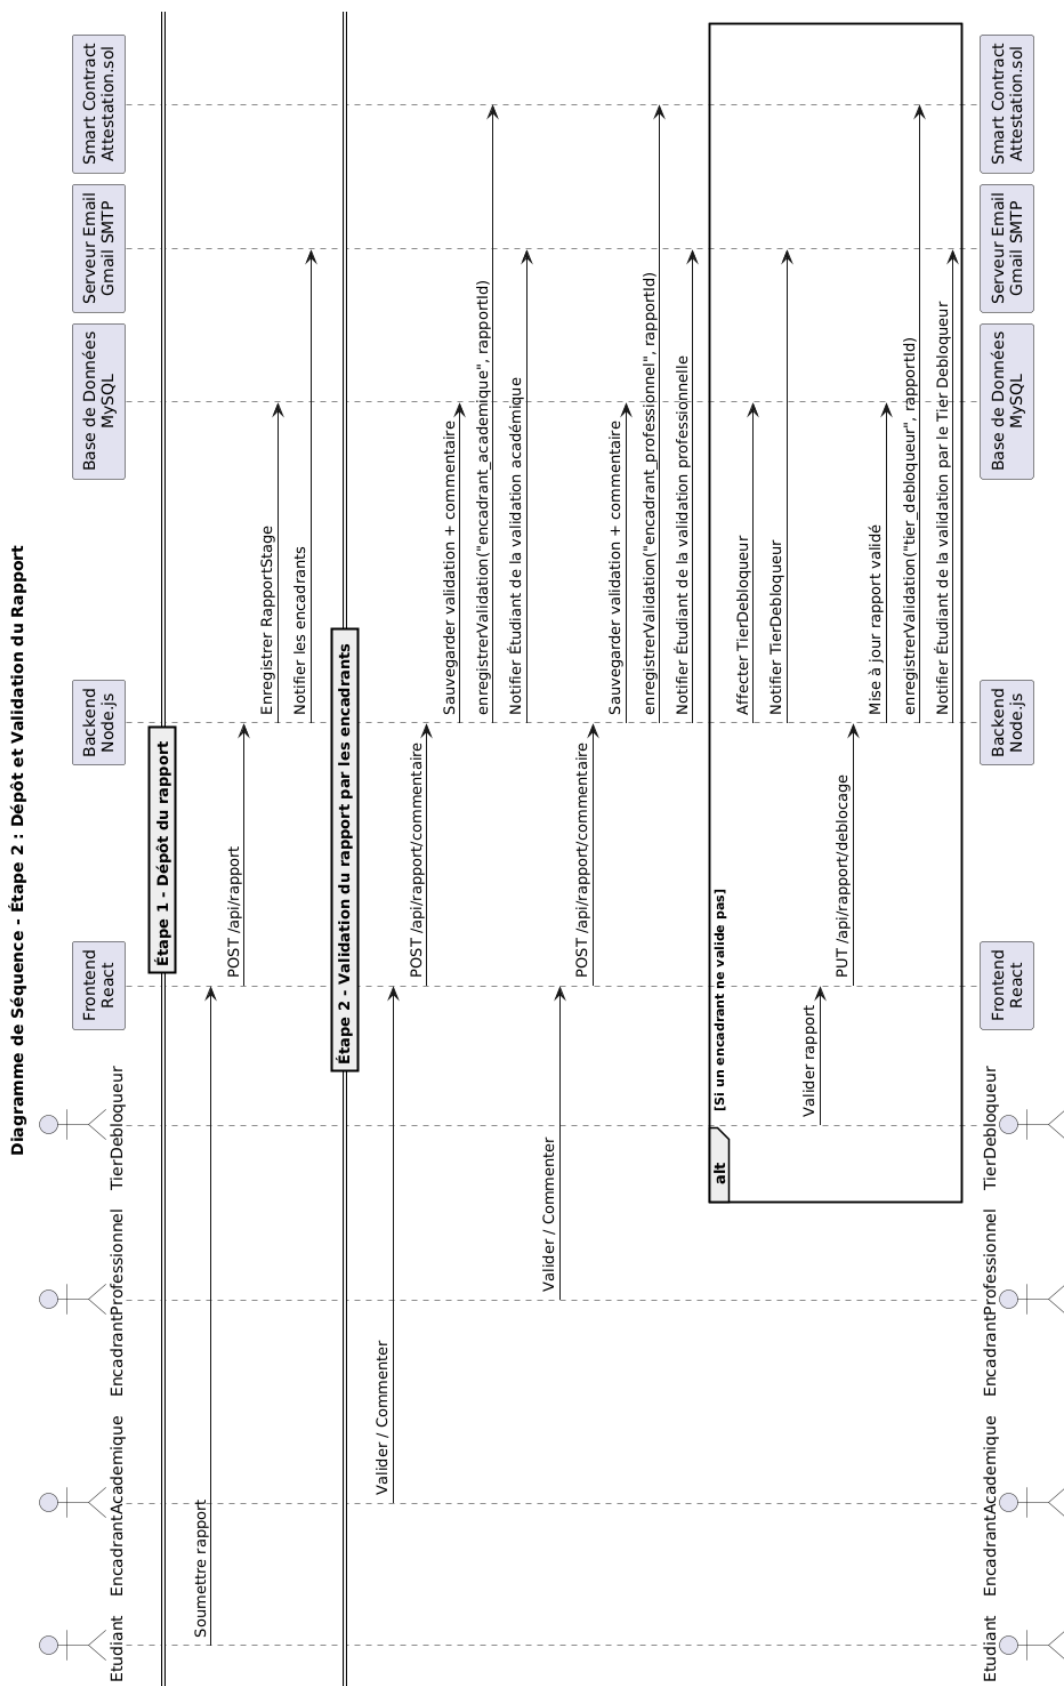 Diagramme de Séquence - Étape 2 : Dépôt et Validation du Rapport
Etudiant
EncadrantAcademique
EncadrantProfessionnel
TierDebloqueur
Frontend
React
Backend
Node.js
Base de Données
MySQL
Serveur Email
Gmail SMTP
Smart Contract
Attestation.sol
Étape 1 - Dépôt du rapport
Soumettre rapport
POST /api/rapport
Enregistrer RapportStage
Notifier les encadrants
Étape 2 - Validation du rapport par les encadrants
Valider / Commenter
POST /api/rapport/commentaire
Sauvegarder validation + commentaire
enregistrerValidation("encadrant_academique", rapportId)
Notifier Étudiant de la validation académique
Valider / Commenter
POST /api/rapport/commentaire
Sauvegarder validation + commentaire
enregistrerValidation("encadrant_professionnel", rapportId)
Notifier Étudiant de la validation professionnelle
alt
[Si un encadrant ne valide pas]
Affecter TierDebloqueur
Notifier TierDebloqueur
Valider rapport
PUT /api/rapport/deblocage
Mise à jour rapport validé
enregistrerValidation("tier_debloqueur", rapportId)
Notifier Étudiant de la validation par le Tier Debloqueur
Etudiant
EncadrantAcademique
EncadrantProfessionnel
TierDebloqueur
Frontend
React
Backend
Node.js
Base de Données
MySQL
Serveur Email
Gmail SMTP
Smart Contract
Attestation.sol